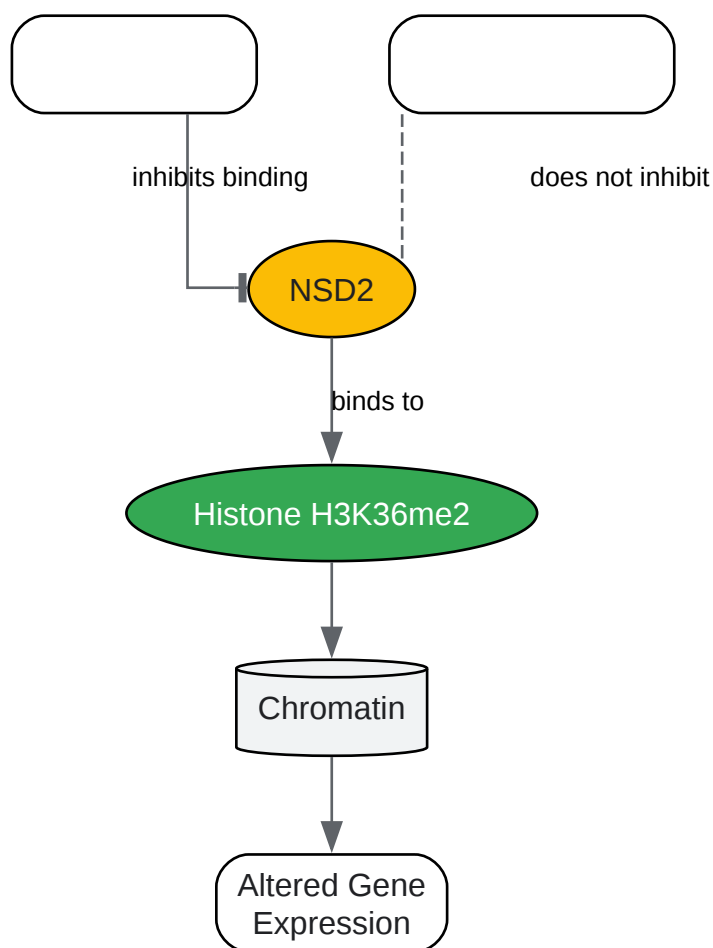 inhibits binding
does not inhibit
NSD2
binds to
Histone H3K36me2
Chromatin
Altered Gene
Expression